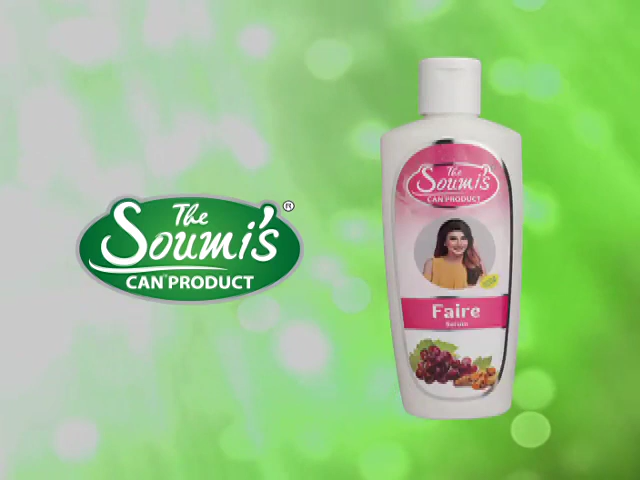 The
Soumi's
CAN PRODUCT
®
The
Soumi's
CAN PRODUCT
Faire
Serum